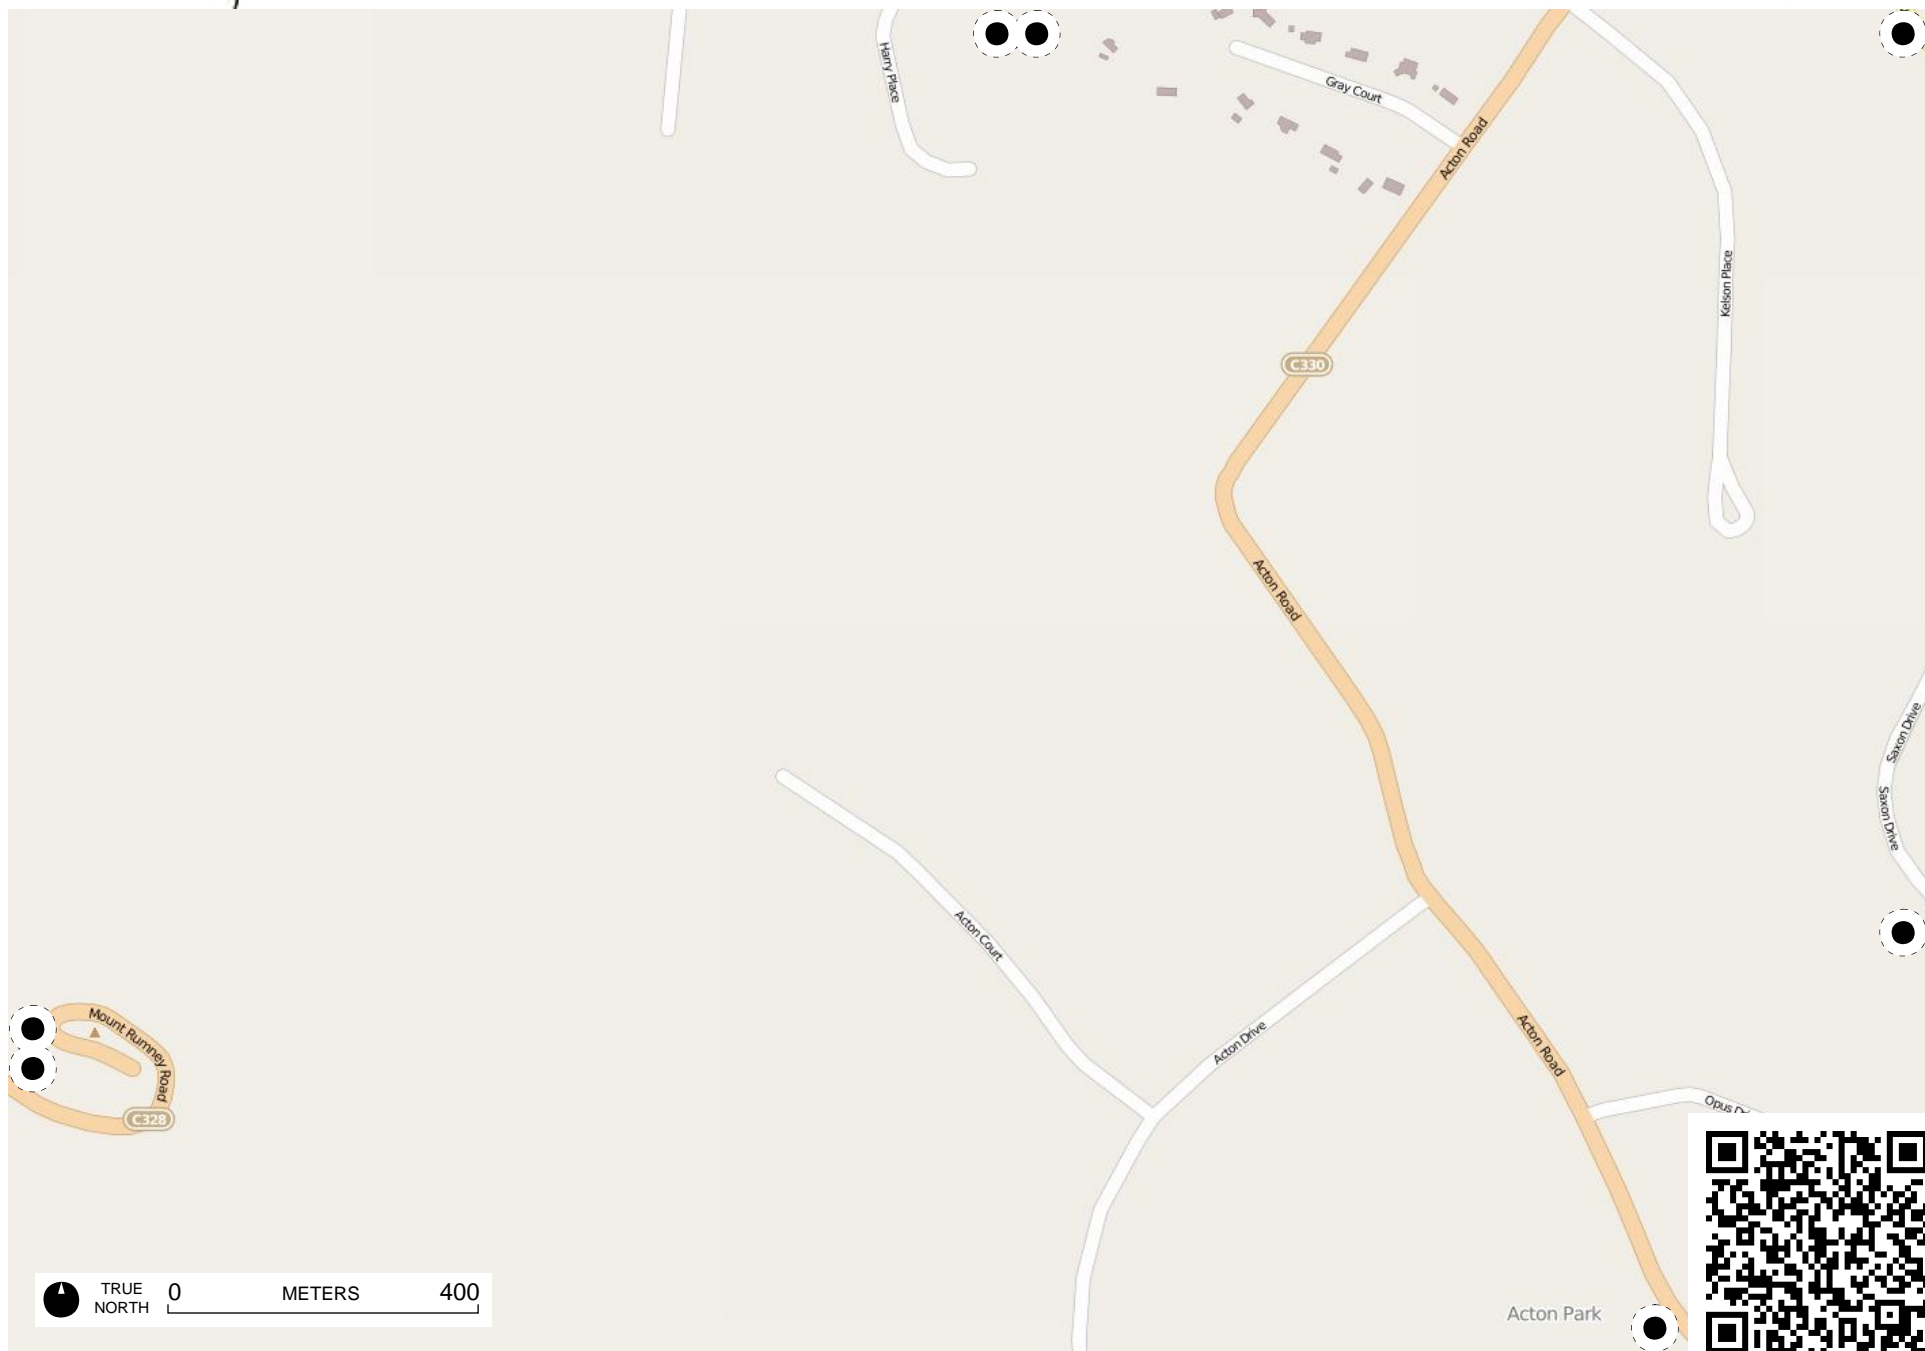 Harry Place
Gray Court
Acton Road
Kelson Place
C330
Acton Road
Saxon Drive
Saxon Drive
Acton Court
Mount Rumney Road
Acton Drive
Acton Road
C328
Opus
TRUE NORTH
0 METERS 400
Acton Park